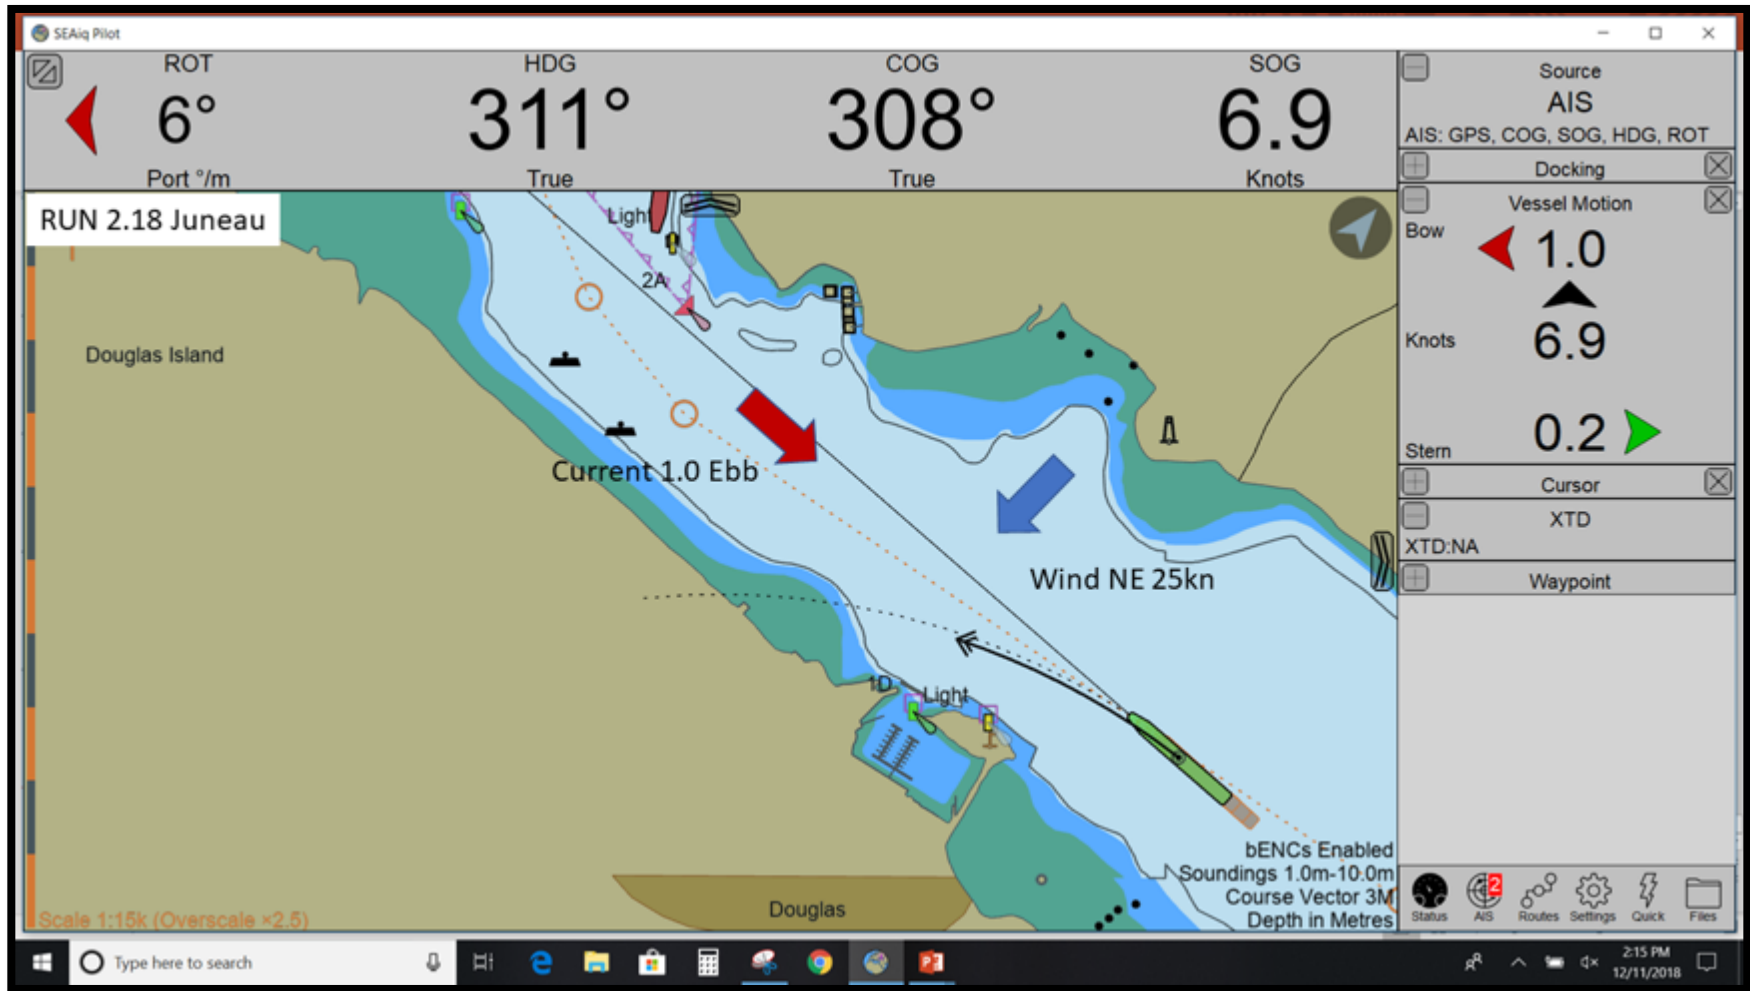 SEAiq Pilot
ROT
6°
Port °/m
HDG
311°
True
COG
308°
True
SOG
6.9
Knots
Source
AIS
AIS: GPS, COG, SOG, HDG, ROT
Docking
Vessel Motion
Bow
1.0
Knots
6.9
Stern
0.2
Cursor
XTD
XTD:NA
Waypoint
RUN 2.18 Juneau
Light
2A
Douglas Island
Current 1.0 Ebb
Wind NE 25kn
1D
Light
Douglas
bENCs Enabled
Soundings 1.0m-10.0m
Course Vector 3M
Depth in Metres
Scale 1:15k (Overscale ×2.5)
2
Status
AIS
Routes
Settings
Quick
Files
Type here to search
2:15 PM
12/11/2018